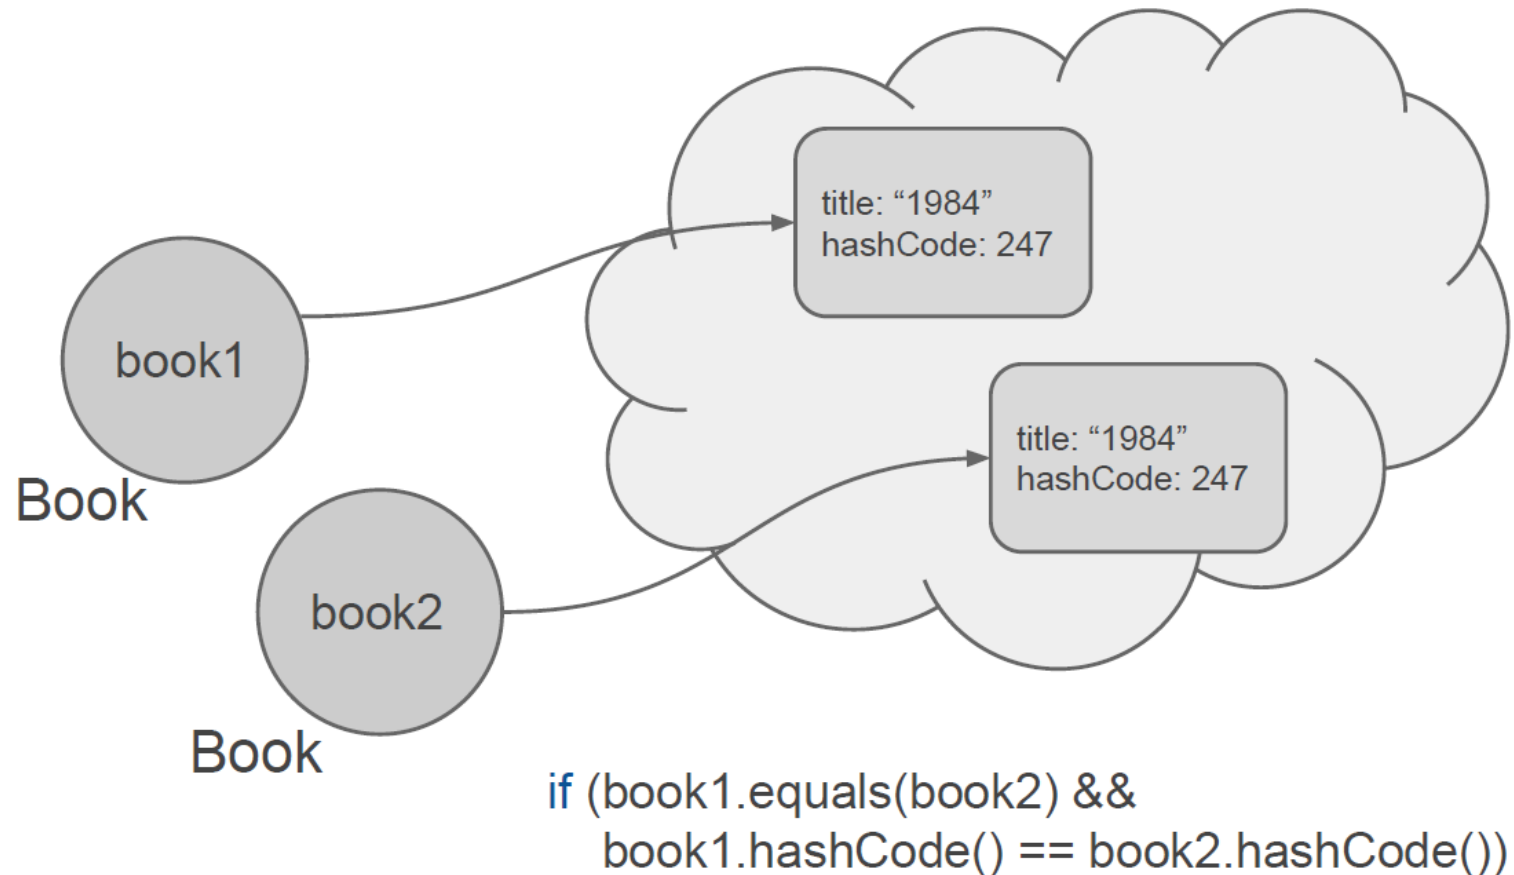 title: “1984”
hashCode: 247
book1
Book
title: “1984”
hashCode: 247
book2
Book
if (book1.equals(book2) &&
book1.hashCode() == book2.hashCode())